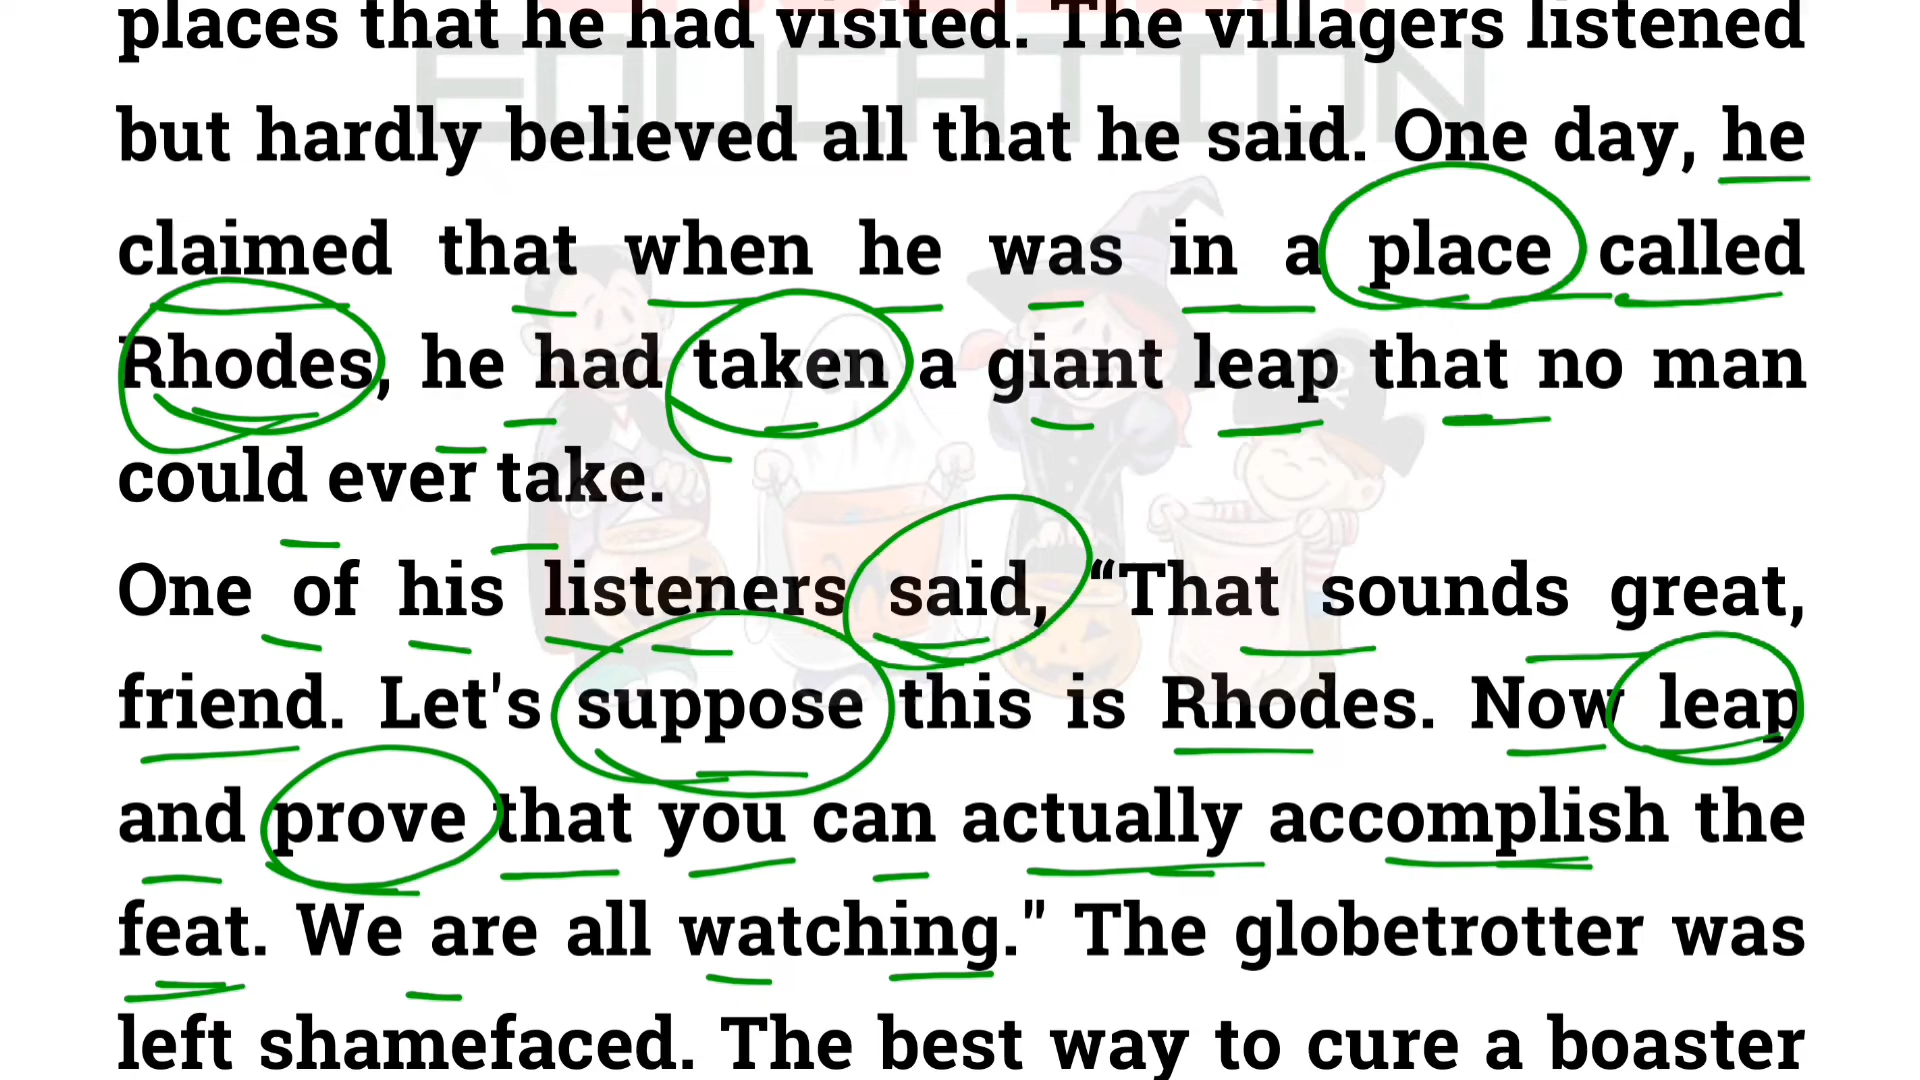 places that he had visited. The villagers listened
EDUCATION
but hardly believed all that he said. One day, he
claimed that when he was in a place called
Rhodes, he had taken a giant leap that no man
could ever take.
One of his listeners said, “That sounds great,
friend. Let's suppose this is Rhodes. Now leap
and prove that you can actually accomplish the
feat. We are all watching." The globetrotter was
left shamefaced. The best way to cure a boaster